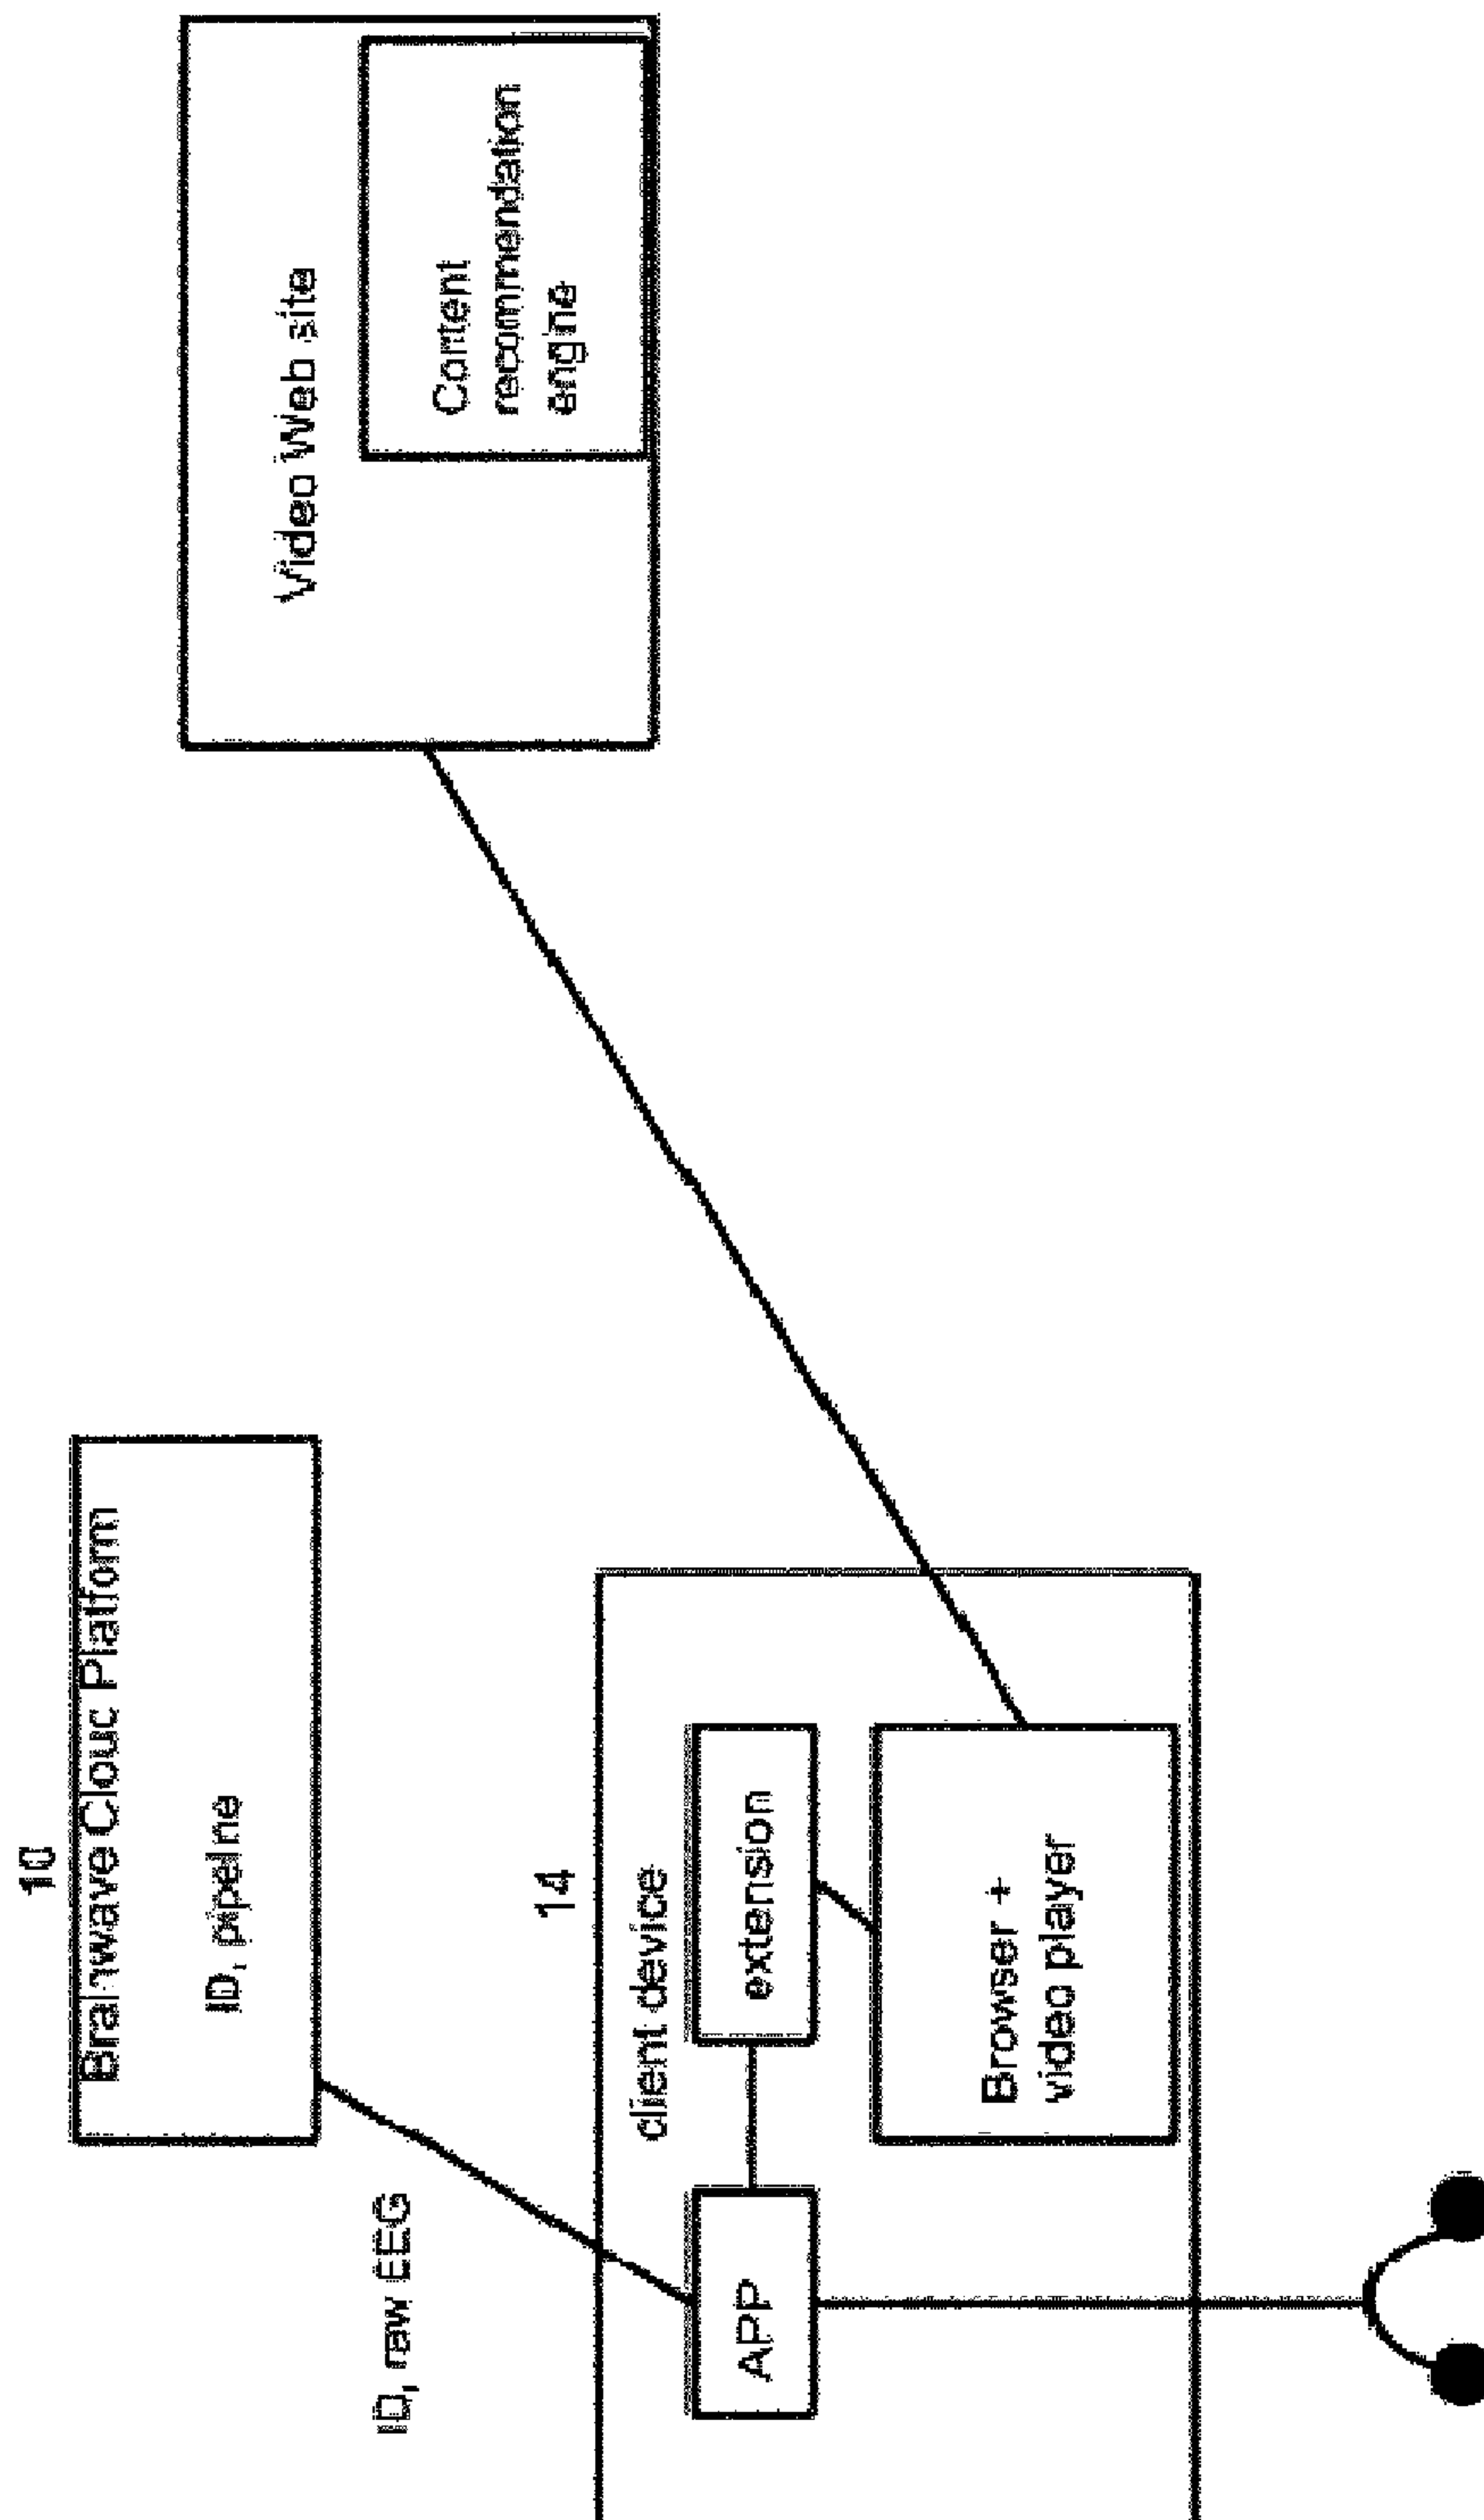 10
Brainwave Cloud Platform
ID, pipeline
ID, raw EEG
14
client device
APP
extension
Browser +
video player
Video Web site
Content
recommendation
engine